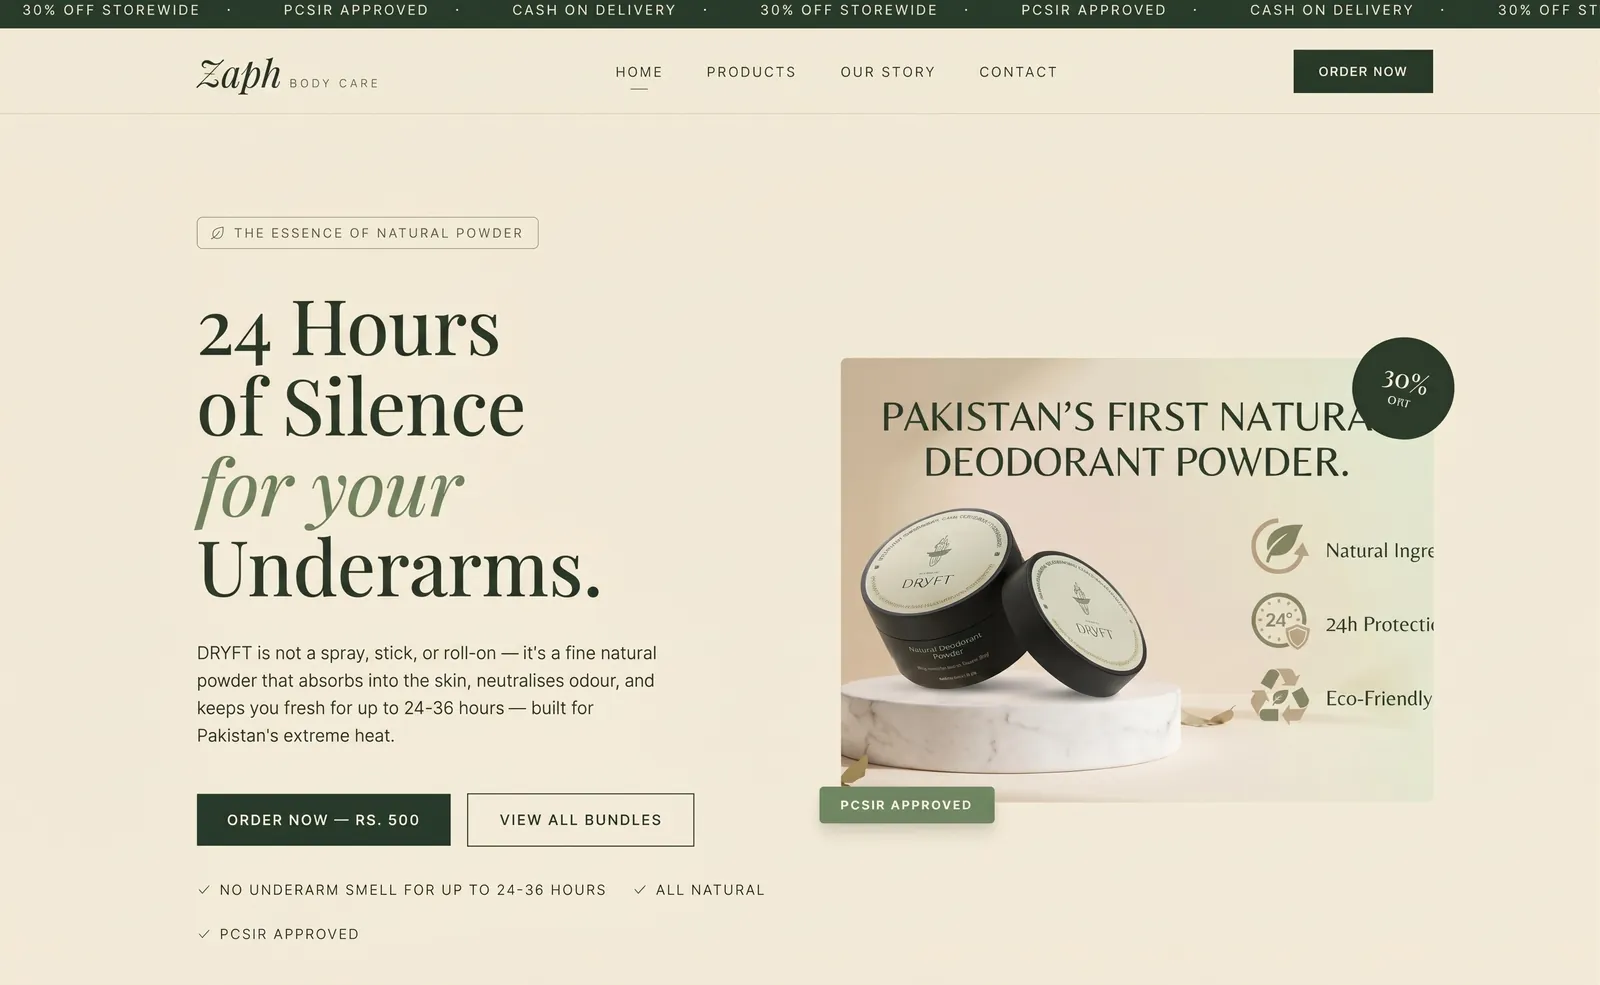 30% OFF STOREWIDE · PCSIR APPROVED · CASH ON DELIVERY · 30% OFF STOREWIDE · PCSIR APPROVED · CASH ON DELIVERY · 30% OFF ST
Zaph BODY CARE
HOME PRODUCTS OUR STORY CONTACT
ORDER NOW
THE ESSENCE OF NATURAL POWDER
24 Hours
of Silence
for your
Underarms.
DRYFT is not a spray, stick, or roll-on — it's a fine natural
powder that absorbs into the skin, neutralises odour, and
keeps you fresh for up to 24-36 hours — built for
Pakistan's extreme heat.
ORDER NOW — RS. 500
VIEW ALL BUNDLES
✓ NO UNDERARM SMELL FOR UP TO 24-36 HOURS ✓ ALL NATURAL
✓ PCSIR APPROVED
30%
PAKISTAN’S FIRST NATURA
DEODORANT POWDER.
DRYFT
Natural Deodorant
Powder
DRYFT
Natural Ingre
24°
24h Protectio
Eco-Friendly
PCSIR APPROVED